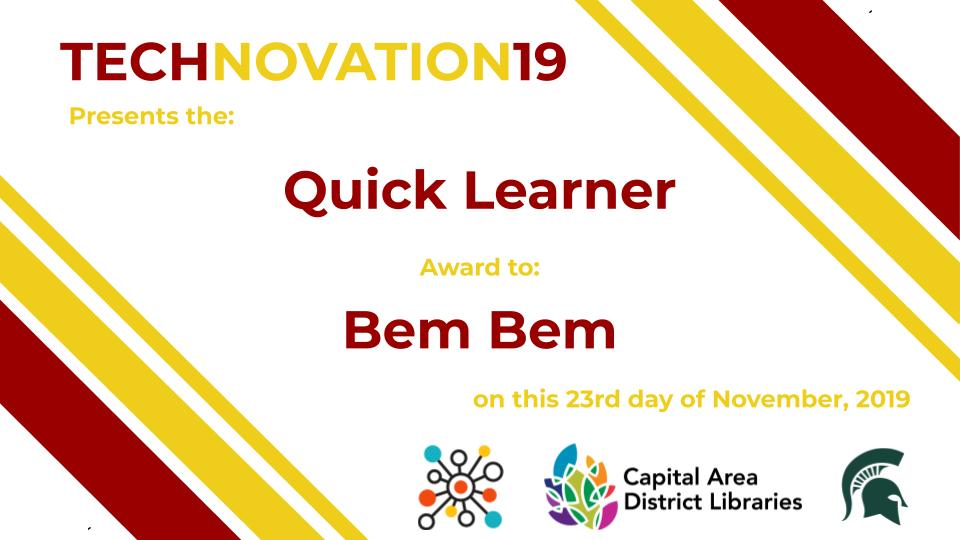 TECHNOVATION19
Presents the:
Quick Learner
Award to:
Bem Bem
on this 23rd day of November, 2019
Capital Area
District Libraries